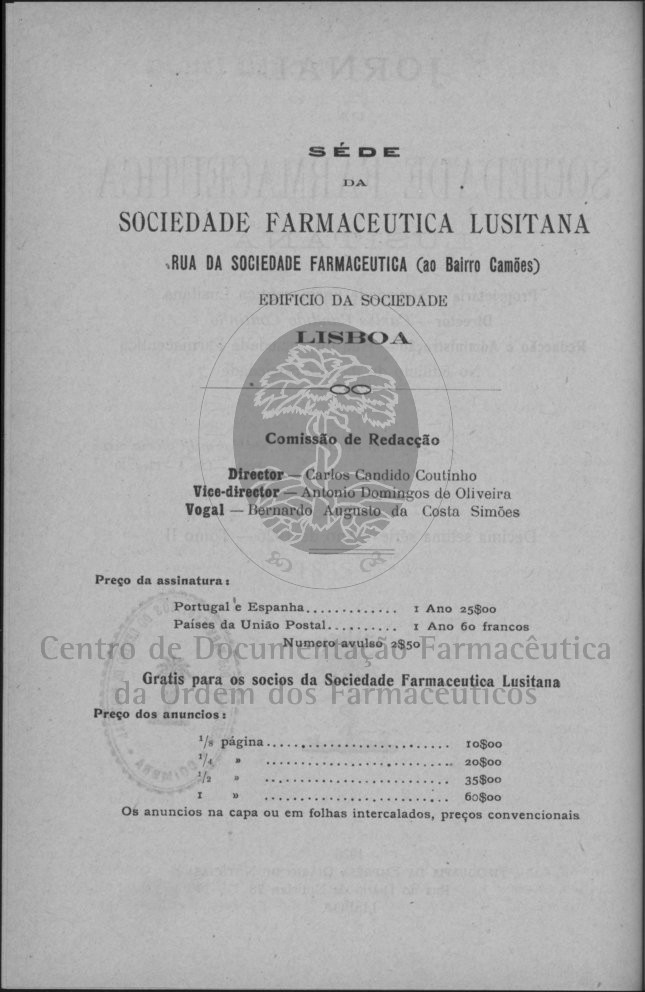 SÉDE
DA
SOCIEDADE FARMACEUTICA LUSITANA
RUA DA SOCIEDADE FARMACEUTICA (ao Bairro Camões)
EDIFICIO DA SOCIEDADE
LISBOA
Comissão de Redacção
Director — Carlos Candido Coutinho
Vice-director — Antonio Domingos de Oliveira
Vogal — Bernardo Augusto da Costa Simões
Preço da assinatura:
Portugal e Espanha............. 1 Ano 25$00
Países da União Postal.......... 1 Ano 60 francos
Numero avulso 2$50
Centro de Documentação Farmacêutica
Gratis para os socios da Sociedade Farmaceutica Lusitana
da Ordem dos Farmacêuticos
Preço dos anuncios:
1/8 página.......................... 10$00
1/4 » .......................... 20$00
1/2 » .......................... 35$00
1 » .......................... 60$00
Os anuncios na capa ou em folhas intercalados, preços convencionais